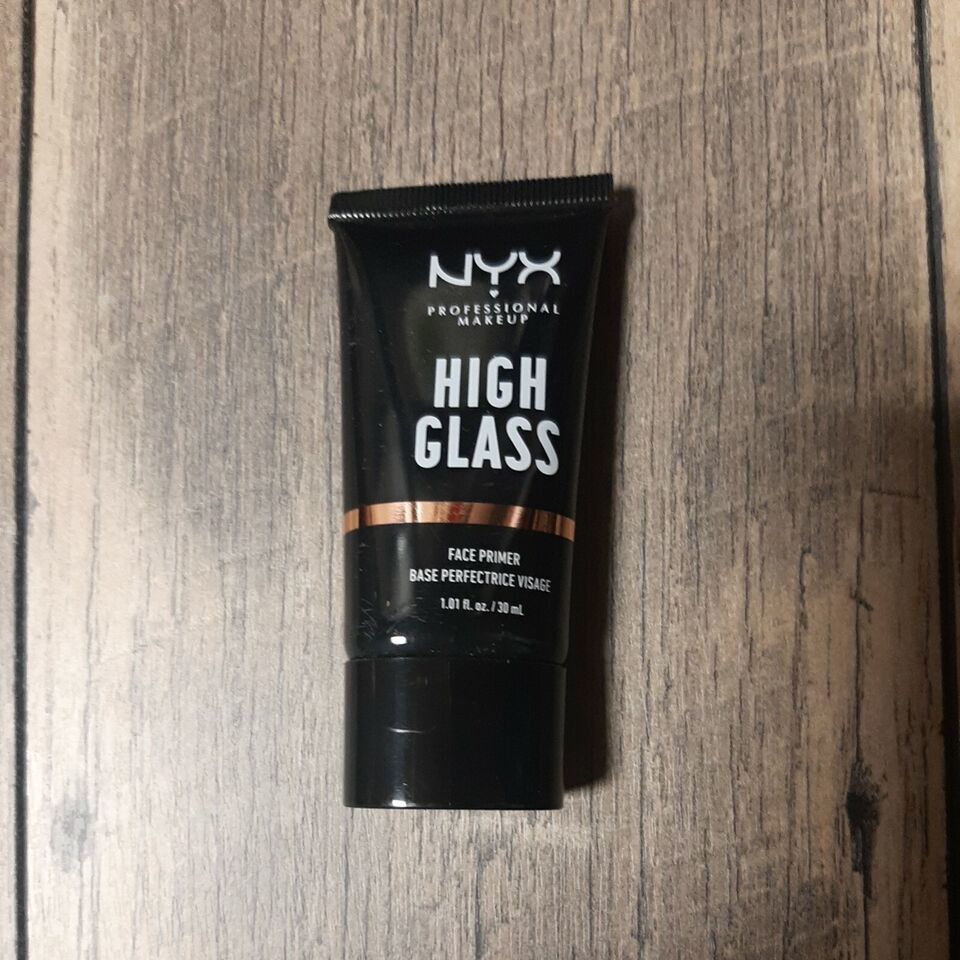 NYX
PROFESSIONAL
MAKEUP
HIGH
GLASS
FACE PRIMER
BASE PERFECTRICE VISAGE
1.01 fl. oz. / 30 mL